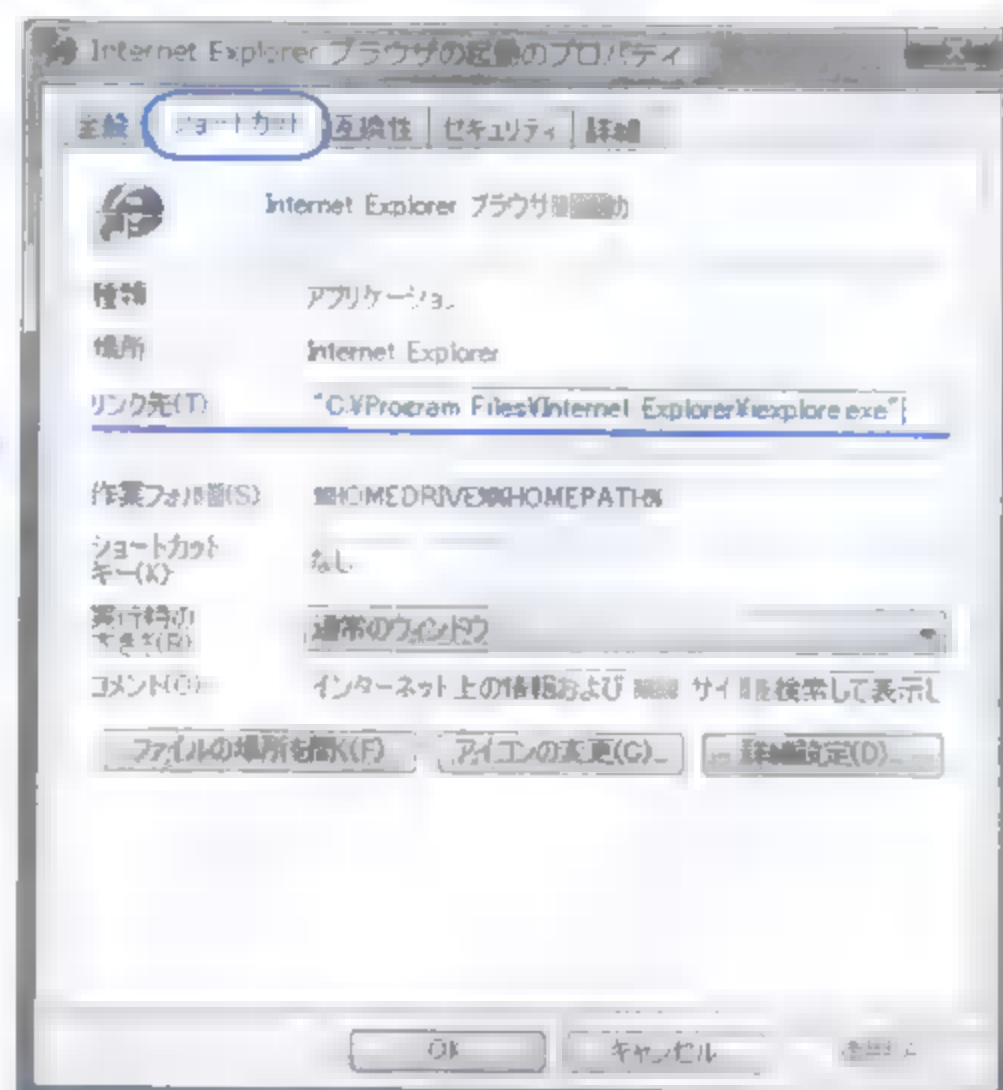 Internet Explorer ブラウザの起動のプロパティ
全般 ショートカット 互換性 セキュリティ 詳細
Internet Explorer ブラウザ
種類 アプリケーション
場所 Internet Explorer
リンク先(T) "C:¥Program Files¥Internet Explorer¥iexplore.exe"
作業フォルダ(S) %HOMEDRIVE%%HOMEPATH%
ショートカット
キー(K) なし
実行時の
大きさ(R) 通常のウィンドウ
コメント(O) インターネット上の情報および サイトを検索して表示し
ファイルの場所を開く(F) アイコンの変更(C)... 詳細設定(D)...
OK キャンセル